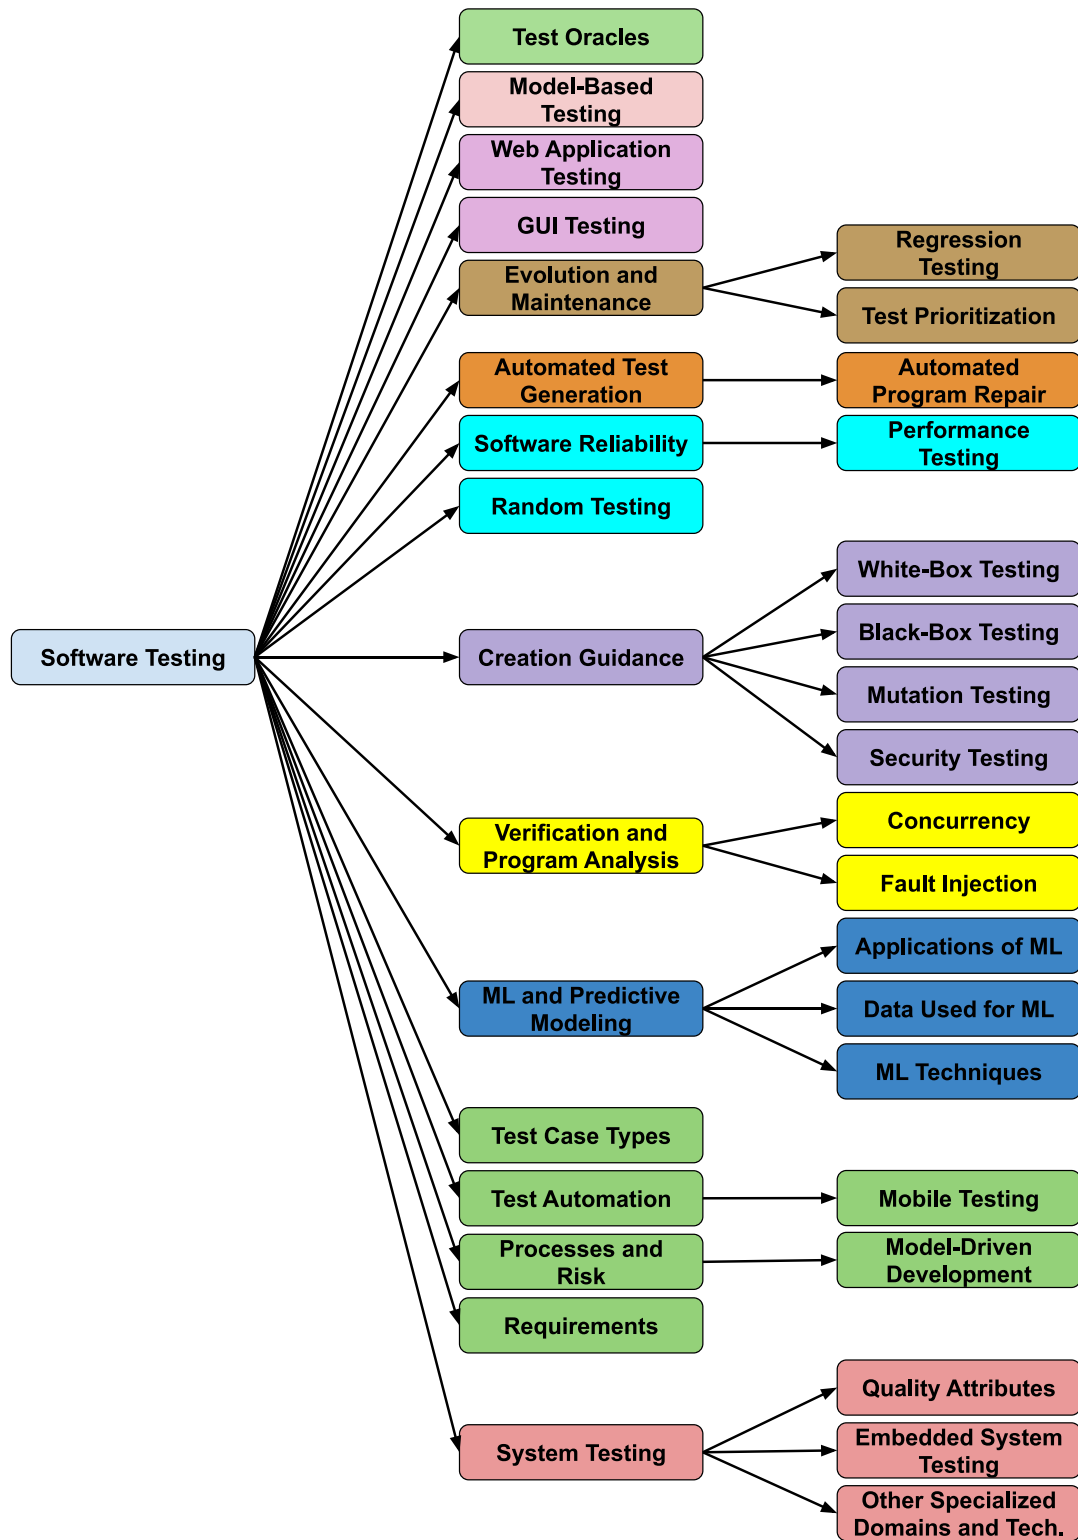 Test Oracles
Model-Based
Testing
Web Application
Testing
GUI Testing
Evolution and
Maintenance
Regression
Testing
Test Prioritization
Automated Test
Generation
Automated
Program Repair
Software Reliability
Performance
Testing
Random Testing
Software Testing
Creation Guidance
White-Box Testing
Black-Box Testing
Mutation Testing
Security Testing
Verification and
Program Analysis
Concurrency
Fault Injection
ML and Predictive
Modeling
Applications of ML
Data Used for ML
ML Techniques
Test Case Types
Test Automation
Mobile Testing
Processes and
Risk
Model-Driven
Development
Requirements
System Testing
Quality Attributes
Embedded System
Testing
Other Specialized
Domains and Tech.